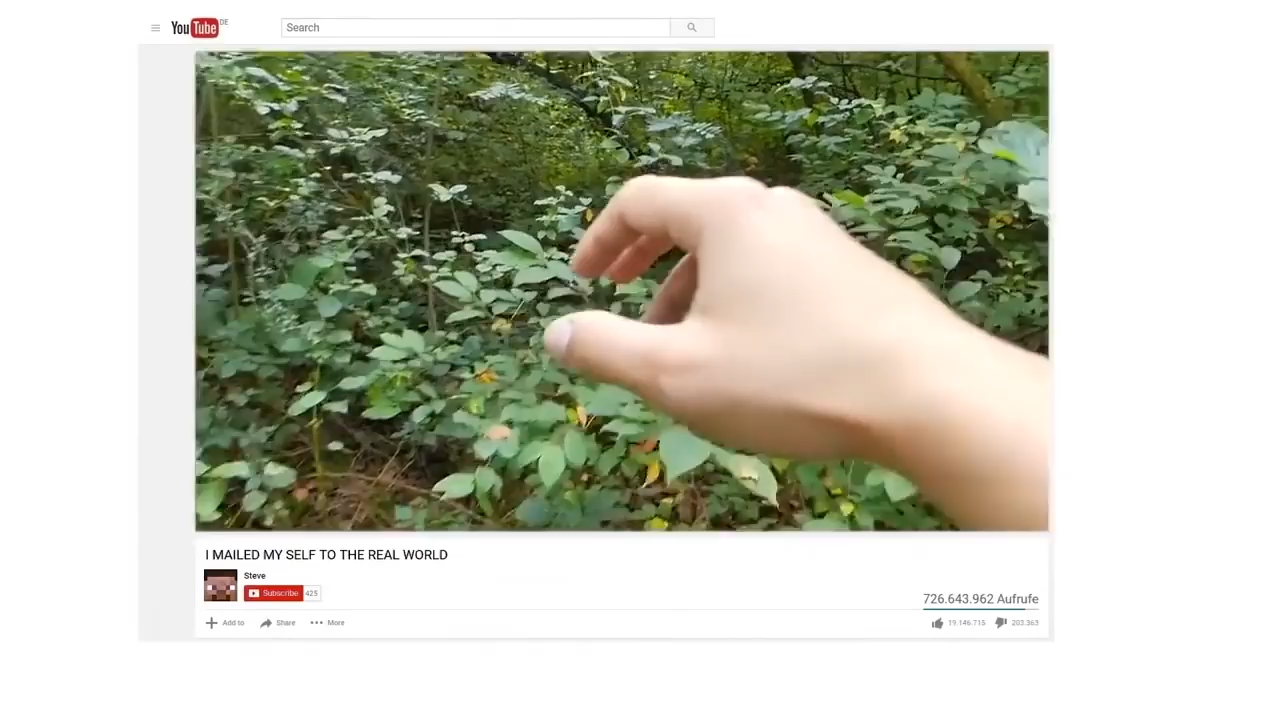 YouTube DE
Search
I MAILED MY SELF TO THE REAL WORLD
Steve
Subscribe 425
726.643.962 Aufrufe
Add to Share More
19.146.715 203.363